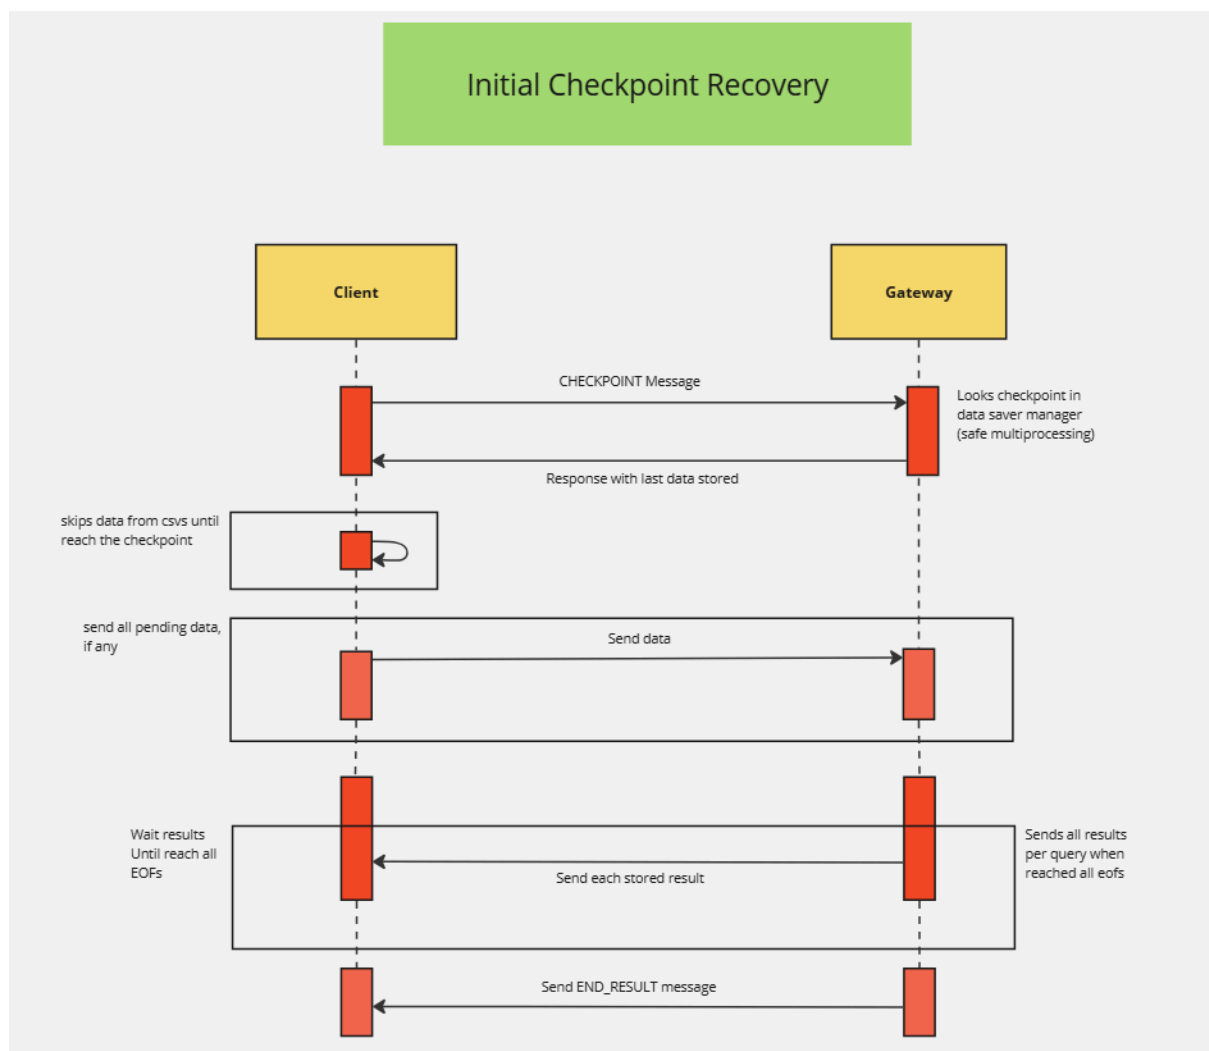 Initial Checkpoint Recovery
Client
Gateway
CHECKPOINT Message
Looks checkpoint in
data saver manager
(safe multiprocessing)
Response with last data stored
skips data from csvs until
reach the checkpoint
send all pending data,
if any
Send data
Wait results
Until reach all
EOFs
Sends all results
per query when
reached all eofs
Send each stored result
Send END_RESULT message